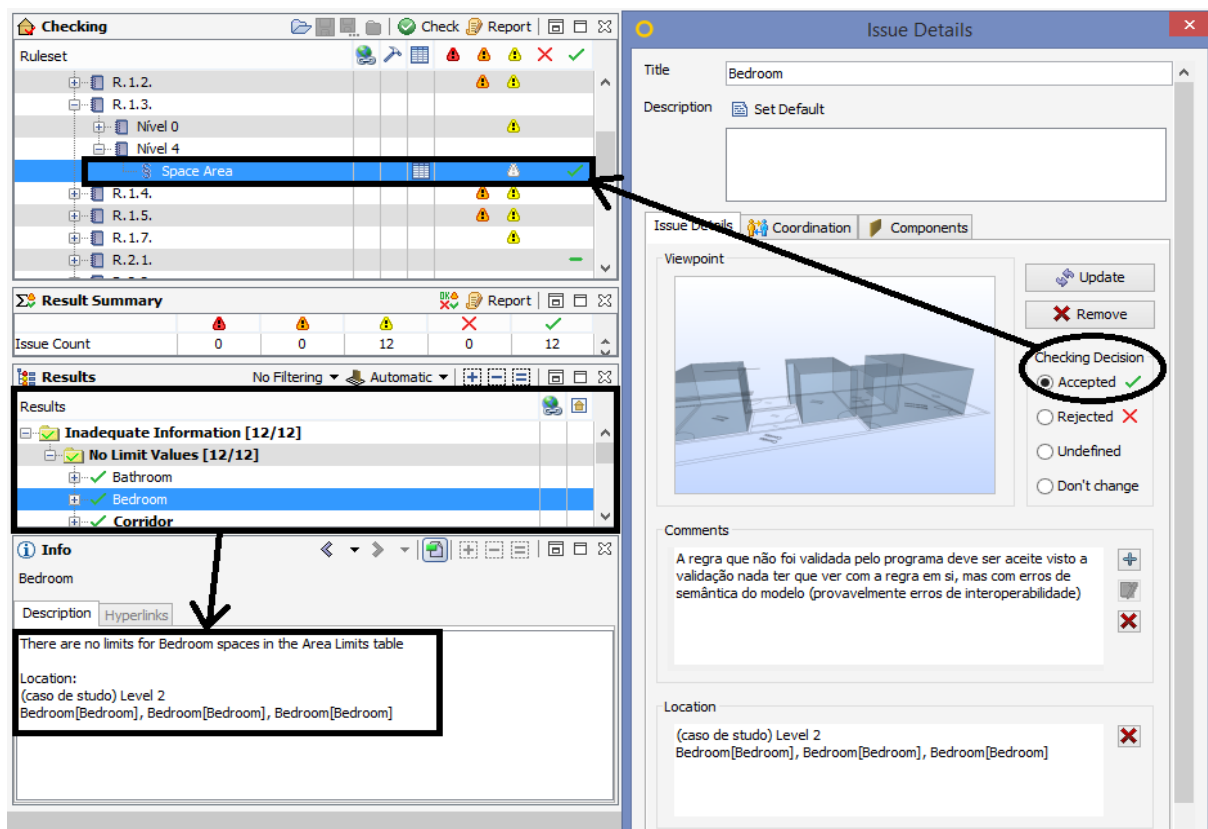 Checking
Check
Report
Ruleset
R.1.2.
R.1.3.
Nível 0
Nível 4
Space Area
R.1.4.
R.1.5.
R.1.7.
R.2.1.
Result Summary
Report
Issue Count 0 0 12 0 12
Results
No Filtering
Automatic
Results
Inadequate Information [12/12]
No Limit Values [12/12]
Bathroom
Bedroom
Corridor
Info
Bedroom
Description
Hyperlinks
There are no limits for Bedroom spaces in the Area Limits table
Location:
(caso de studo) Level 2
Bedroom[Bedroom], Bedroom[Bedroom], Bedroom[Bedroom]
Issue Details
Title
Bedroom
Description
Set Default
Issue Details
Coordination
Components
Viewpoint
Update
Remove
Checking Decision
Accepted
Rejected
Undefined
Don't change
Comments
A regra que não foi validada pelo programa deve ser aceite visto a
validação nada ter que ver com a regra em si, mas com erros de
semântica do modelo (provavelmente erros de interoperabilidade)
Location
(caso de studo) Level 2
Bedroom[Bedroom], Bedroom[Bedroom], Bedroom[Bedroom]